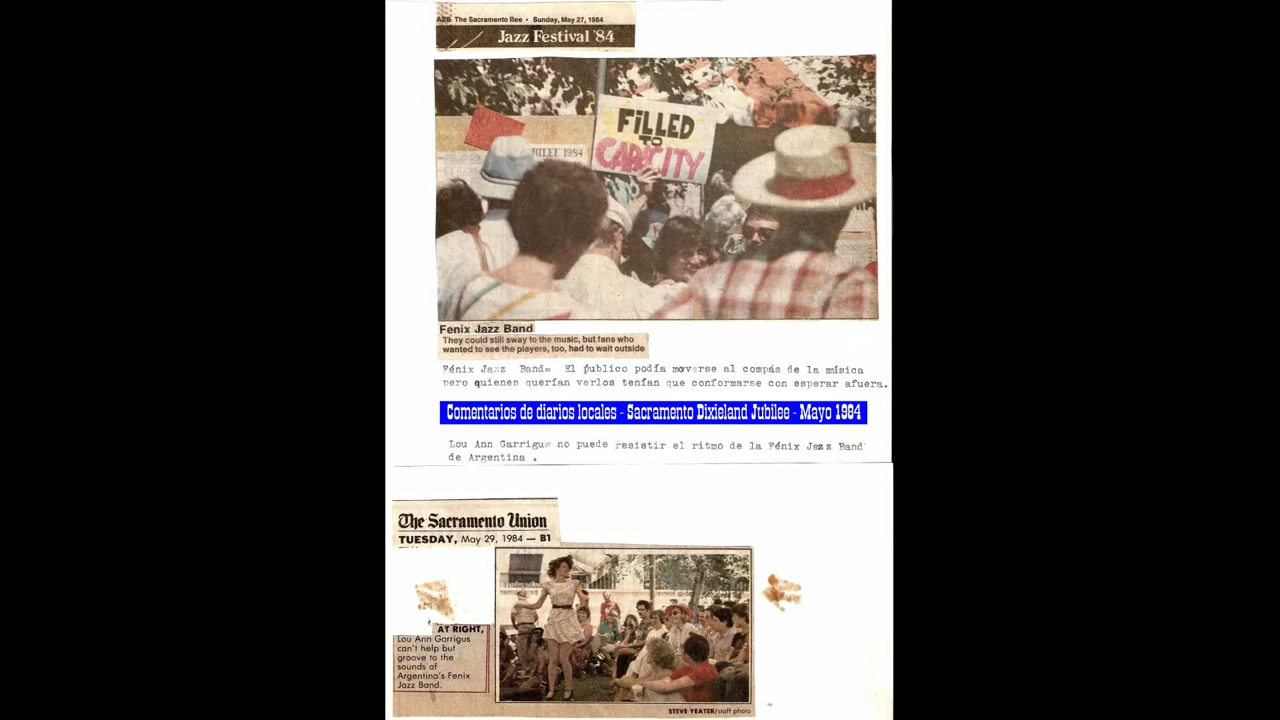 A28 The Sacramento Bee • Sunday, May 27, 1984
Jazz Festival '84
FiLLED
TO
CAPACITY
BILEE 1984
Fenix Jazz Band
They could still sway to the music, but fans who
wanted to see the players, too, had to wait outside
Fénix Jazz Band= El público podía moverse al compás de la música
pero quienes querían verlos tenían que conformarse con esperar afuera.
Comentarios de diarios locales - Sacramento Dixieland Jubilee - Mayo 1984
Lou Ann Garrigus no puede resistir el ritmo de la Fénix Jazz Band
de Argentina .
The Sacramento Union
TUESDAY, May 29, 1984 — B1
AT RIGHT,
Lou Ann Garrigus
can't help but
groove to the
sounds of
Argentina's Fenix
Jazz Band.
STEVE YEATER/staff photo